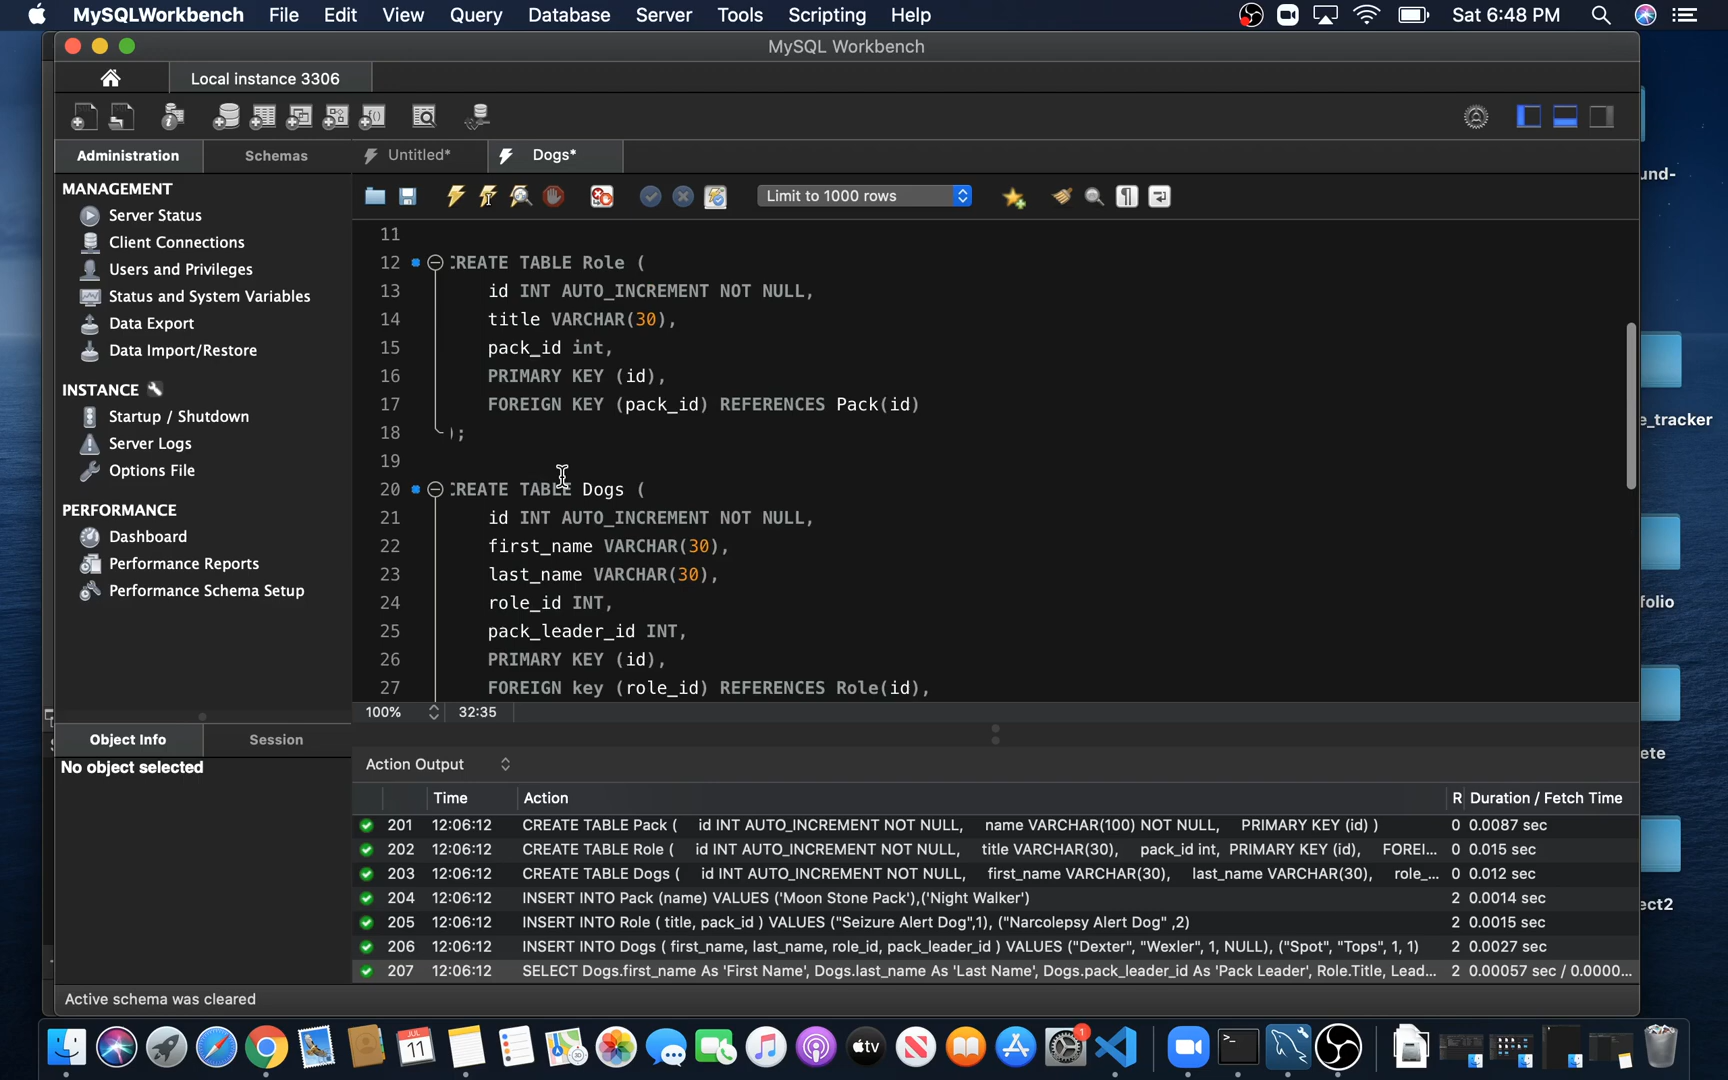 MySQLWorkbench File Edit View Query Database Server Tools Scripting Help Sat 6:48 PM
MySQL Workbench
Local instance 3306
Administration Schemas Untitled* Dogs*
MANAGEMENT
Server Status
Client Connections
Users and Privileges
Status and System Variables
Data Export
Data Import/Restore
INSTANCE
Startup / Shutdown
Server Logs
Options File
PERFORMANCE
Dashboard
Performance Reports
Performance Schema Setup
Limit to 1000 rows
11
12 CREATE TABLE Role (
13 id INT AUTO_INCREMENT NOT NULL,
14 title VARCHAR(30),
15 pack_id int,
16 PRIMARY KEY (id),
17 FOREIGN KEY (pack_id) REFERENCES Pack(id)
18 );
19
20 CREATE TABLE Dogs (
21 id INT AUTO_INCREMENT NOT NULL,
22 first_name VARCHAR(30),
23 last_name VARCHAR(30),
24 role_id INT,
25 pack_leader_id INT,
26 PRIMARY KEY (id),
27 FOREIGN key (role_id) REFERENCES Role(id),
100% 32:35
Object Info Session
No object selected
Action Output
Time Action R Duration / Fetch Time
201 12:06:12 CREATE TABLE Pack ( id INT AUTO_INCREMENT NOT NULL, name VARCHAR(100) NOT NULL, PRIMARY KEY (id) ) 0 0.0087 sec
202 12:06:12 CREATE TABLE Role ( id INT AUTO_INCREMENT NOT NULL, title VARCHAR(30), pack_id int, PRIMARY KEY (id), FOREI... 0 0.015 sec
203 12:06:12 CREATE TABLE Dogs ( id INT AUTO_INCREMENT NOT NULL, first_name VARCHAR(30), last_name VARCHAR(30), role_... 0 0.012 sec
204 12:06:12 INSERT INTO Pack (name) VALUES ('Moon Stone Pack'),('Night Walker') 2 0.0014 sec
205 12:06:12 INSERT INTO Role ( title, pack_id ) VALUES ("Seizure Alert Dog",1), ("Narcolepsy Alert Dog" ,2) 2 0.0015 sec
206 12:06:12 INSERT INTO Dogs ( first_name, last_name, role_id, pack_leader_id ) VALUES ("Dexter", "Wexler", 1, NULL), ("Spot", "Tops", 1, 1) 2 0.0027 sec
207 12:06:12 SELECT Dogs.first_name As 'First Name', Dogs.last_name As 'Last Name', Dogs.pack_leader_id As 'Pack Leader', Role.Title, Lead... 2 0.00057 sec / 0.0000...
Active schema was cleared
und-
e_tracker
folio
ete
ect2
JUL
11
tv
1